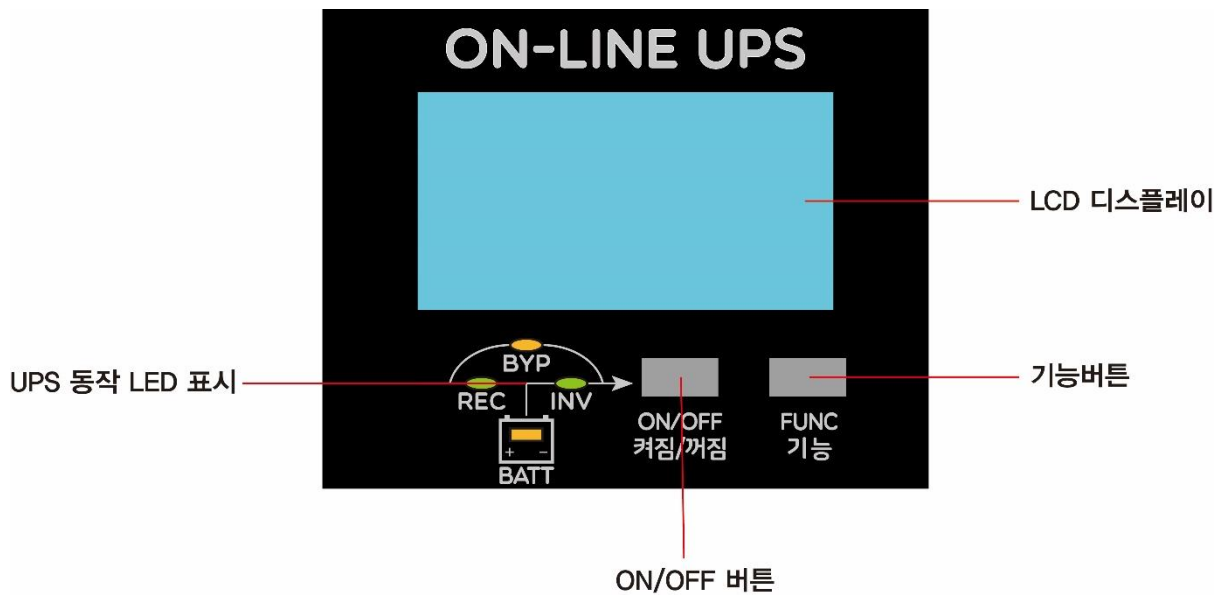 ON-LINE UPS
LCD 디스플레이
BYP
UPS 동작 LED 표시
REC
INV
기능버튼
ON/OFF
켜짐/꺼짐
FUNC
기능
+ −
BATT
ON/OFF 버튼